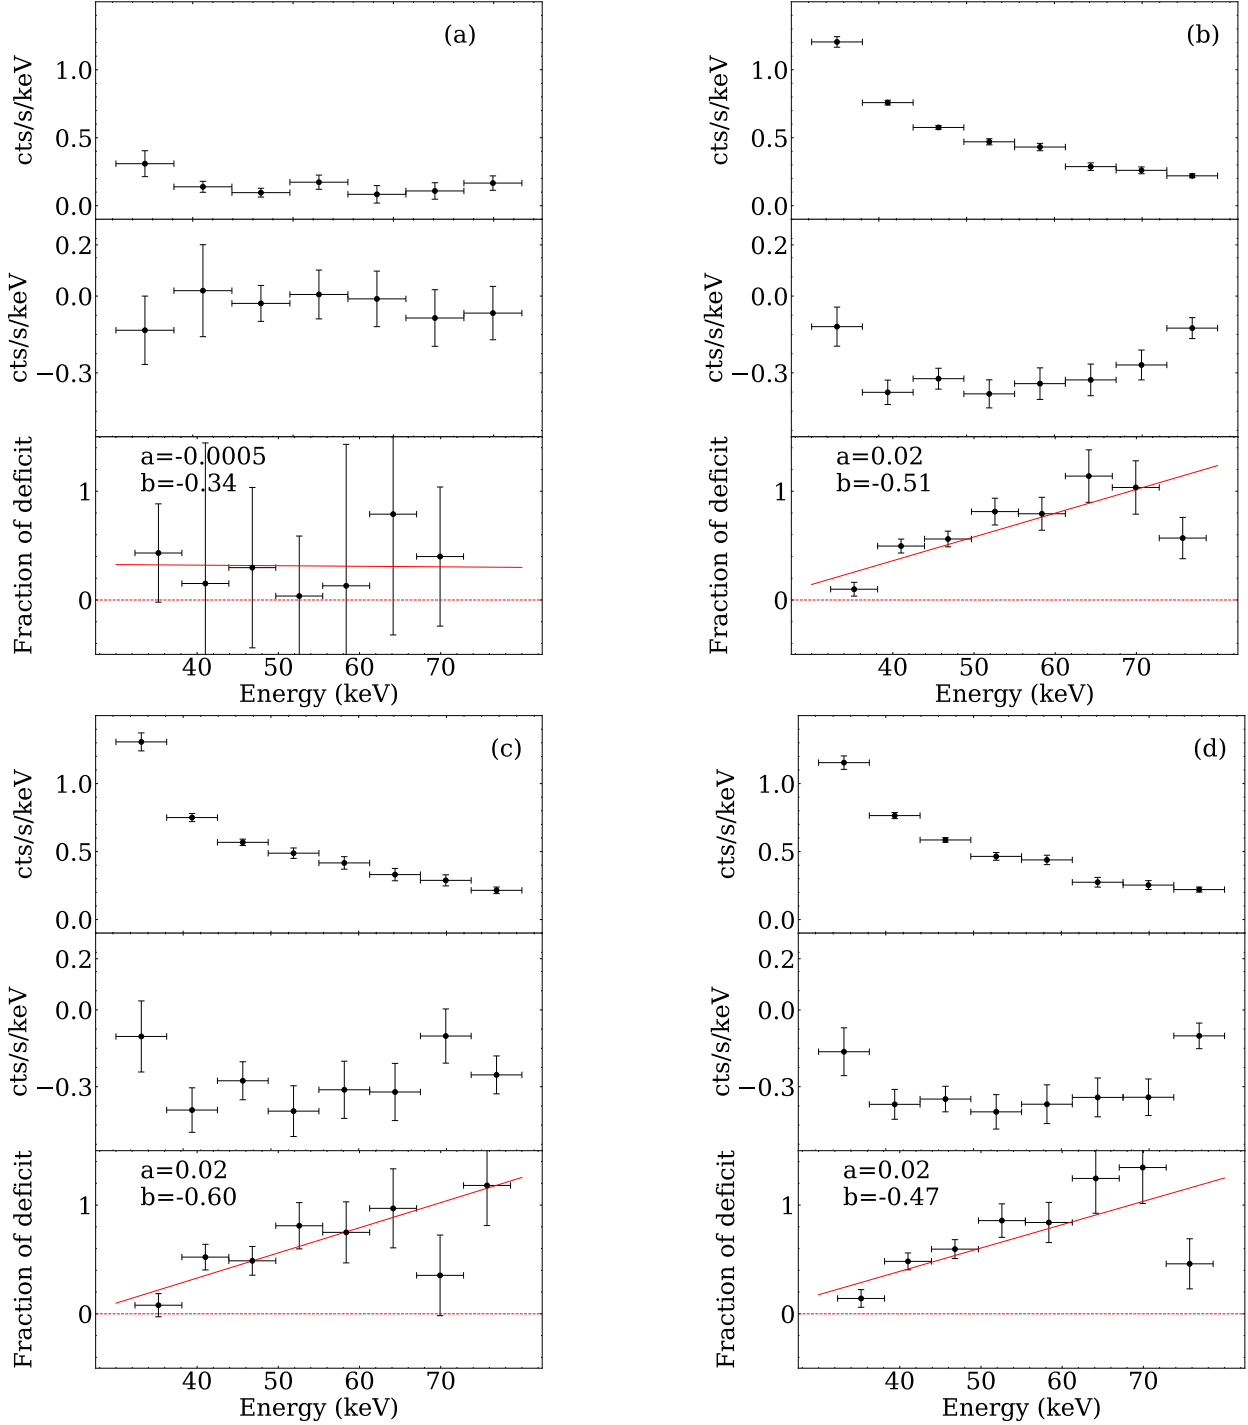 (a)
cts/s/keV
1.0
0.5
0.0
cts/s/keV
0.2
0.0
−0.3
Fraction of deficit
a=-0.0005
b=-0.34
1
0
40 50 60 70
Energy (keV)
(b)
cts/s/keV
1.0
0.5
0.0
cts/s/keV
0.2
0.0
−0.3
Fraction of deficit
a=0.02
b=-0.51
1
0
40 50 60 70
Energy (keV)
(c)
cts/s/keV
1.0
0.5
0.0
cts/s/keV
0.2
0.0
−0.3
Fraction of deficit
a=0.02
b=-0.60
1
0
40 50 60 70
Energy (keV)
(d)
cts/s/keV
1.0
0.5
0.0
cts/s/keV
0.2
0.0
−0.3
Fraction of deficit
a=0.02
b=-0.47
1
0
40 50 60 70
Energy (keV)